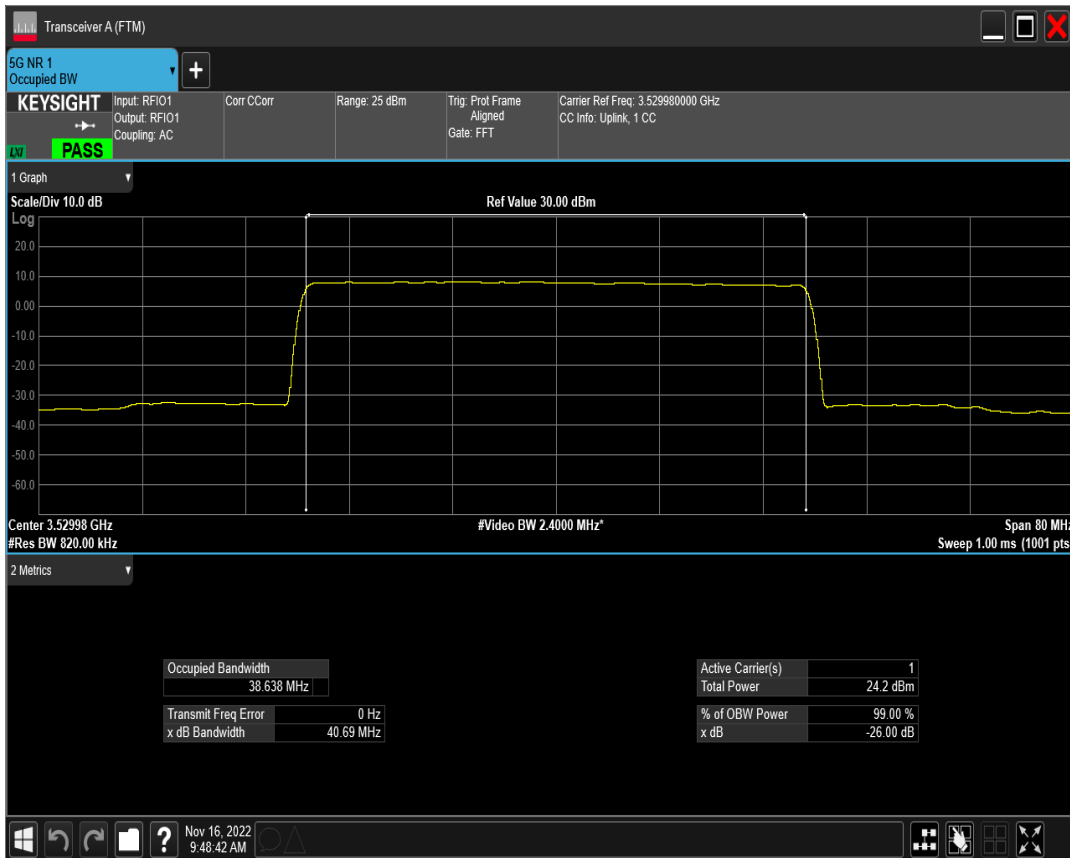 Transceiver A (FTM)
5G NR 1
Occupied BW
+
KEYSIGHT
LXI
PASS
Input: RFIO1
Output: RFIO1
Coupling: AC
Corr CCorr
Range: 25 dBm
Trig: Prot Frame
Aligned
Gate: FFT
Carrier Ref Freq: 3.529980000 GHz
CC Info: Uplink, 1 CC
1 Graph
Scale/Div 10.0 dB
Ref Value 30.00 dBm
Log
20.0
10.0
0.00
-10.0
-20.0
-30.0
-40.0
-50.0
-60.0
Center 3.52998 GHz
#Video BW 2.4000 MHz*
Span 80 MHz
#Res BW 820.00 kHz
Sweep 1.00 ms (1001 pts
2 Metrics
Occupied Bandwidth
38.638 MHz
Transmit Freq Error 0 Hz
x dB Bandwidth 40.69 MHz
Active Carrier(s) 1
Total Power 24.2 dBm
% of OBW Power 99.00 %
x dB -26.00 dB
?
Nov 16, 2022
9:48:42 AM